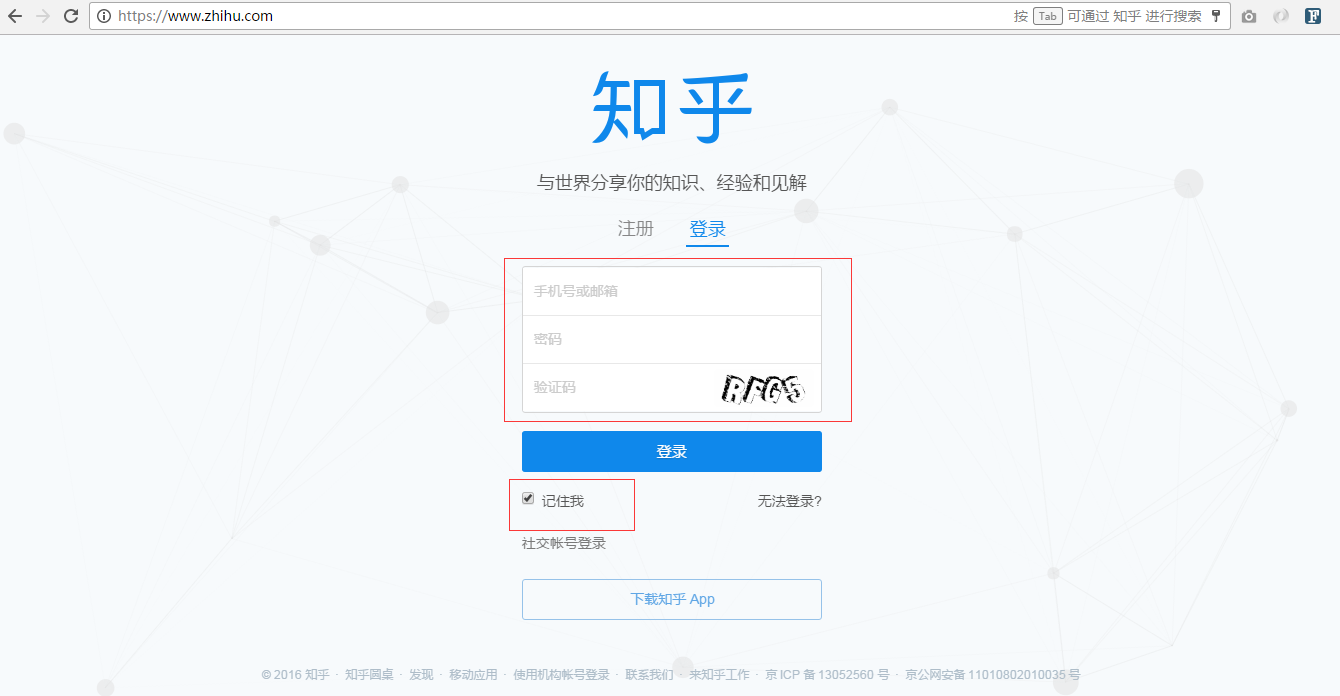 https://www.zhihu.com 按 Tab 可通过 知乎 进行搜索
知乎
与世界分享你的知识、经验和见解
注册 登录
手机号或邮箱
密码
验证码 RFG5
登录
记住我 无法登录?
社交帐号登录
下载知乎 App
© 2016 知乎 · 知乎圆桌 · 发现 · 移动应用 · 使用机构帐号登录 · 联系我们 · 来知乎工作 · 京 ICP 备 13052560 号 · 京公网安备 11010802010035 号